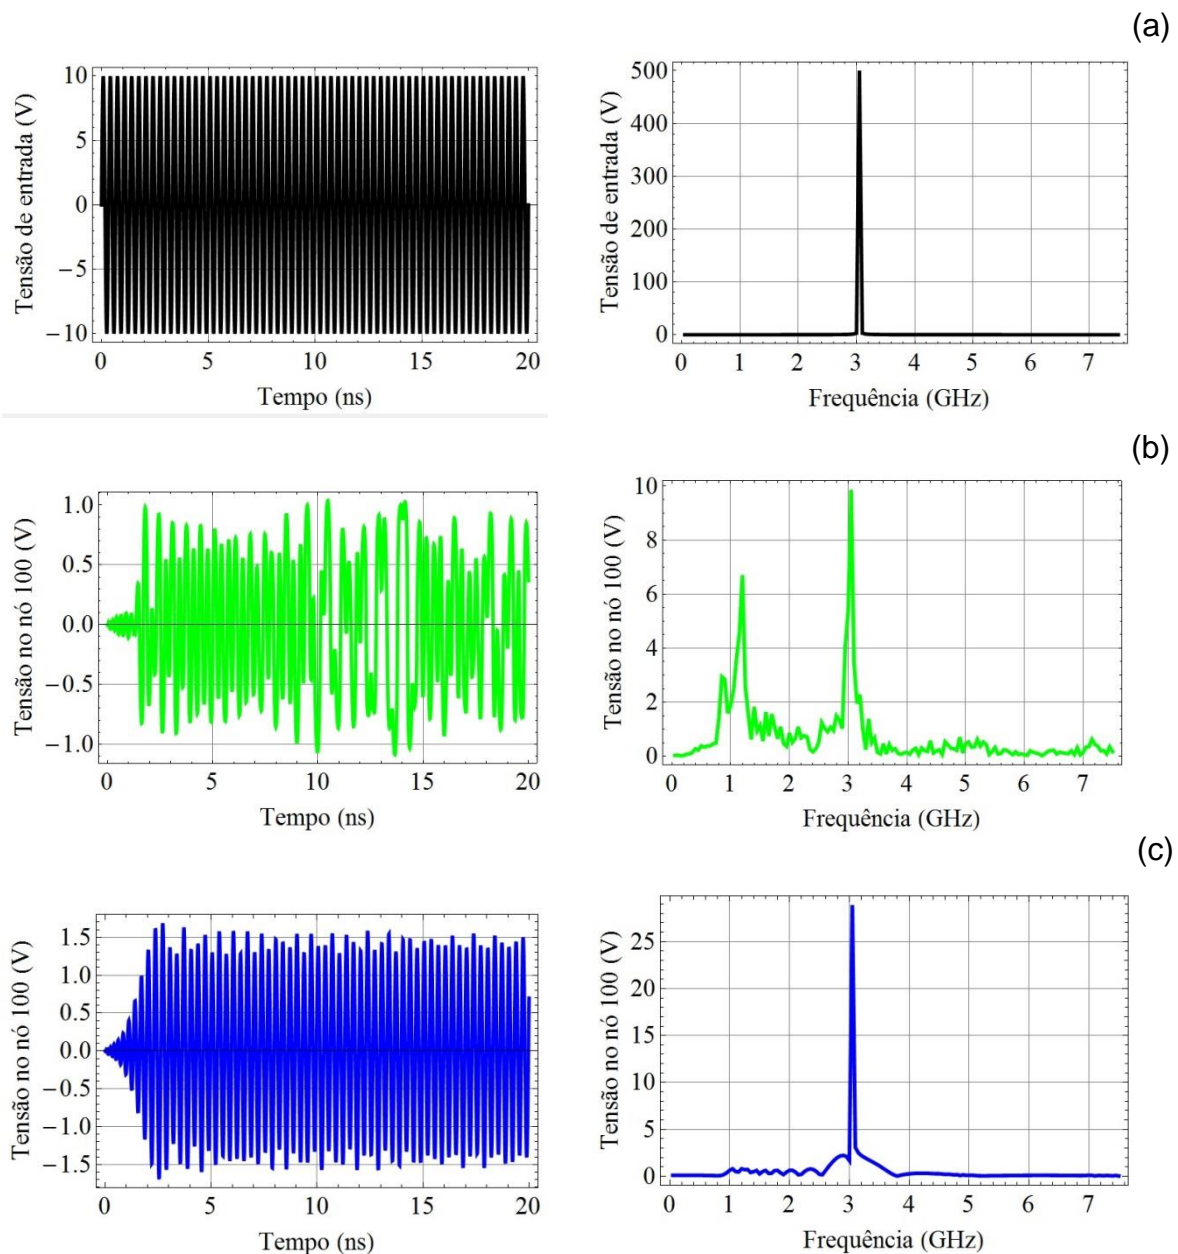 (a)
Tensão de entrada (V)
10
5
0
−5
−10
0 5 10 15 20
Tempo (ns)
Tensão de entrada (V)
500
400
300
200
100
0
0 1 2 3 4 5 6 7
Frequência (GHz)
(b)
Tensão no nó 100 (V)
1.0
0.5
0.0
−0.5
−1.0
0 5 10 15 20
Tempo (ns)
Tensão no nó 100 (V)
10
8
6
4
2
0
0 1 2 3 4 5 6 7
Frequência (GHz)
(c)
Tensão no nó 100 (V)
1.5
1.0
0.5
0.0
−0.5
−1.0
−1.5
0 5 10 15 20
Tempo (ns)
Tensão no nó 100 (V)
25
20
15
10
5
0
0 1 2 3 4 5 6 7
Frequência (GHz)